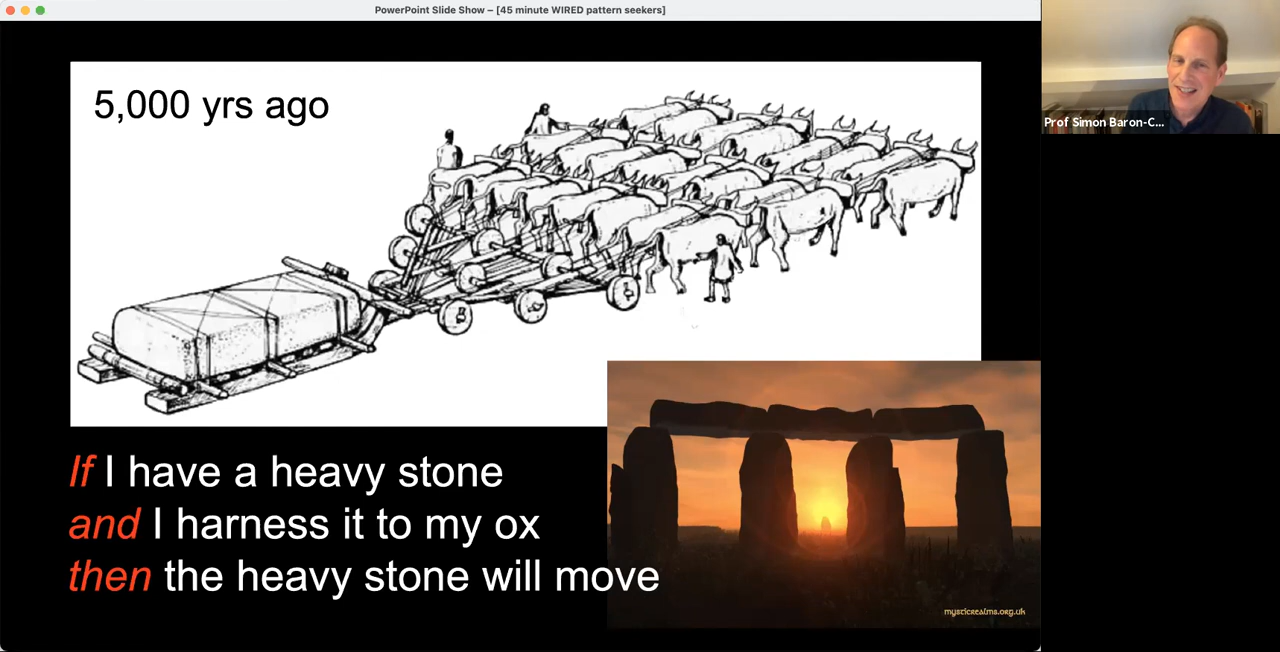 PowerPoint Slide Show – [45 minute WIRED pattern seekers]
5,000 yrs ago
Prof Simon Baron-C...
If I have a heavy stone
and I harness it to my ox
then the heavy stone will move
mysticrealms.org.uk